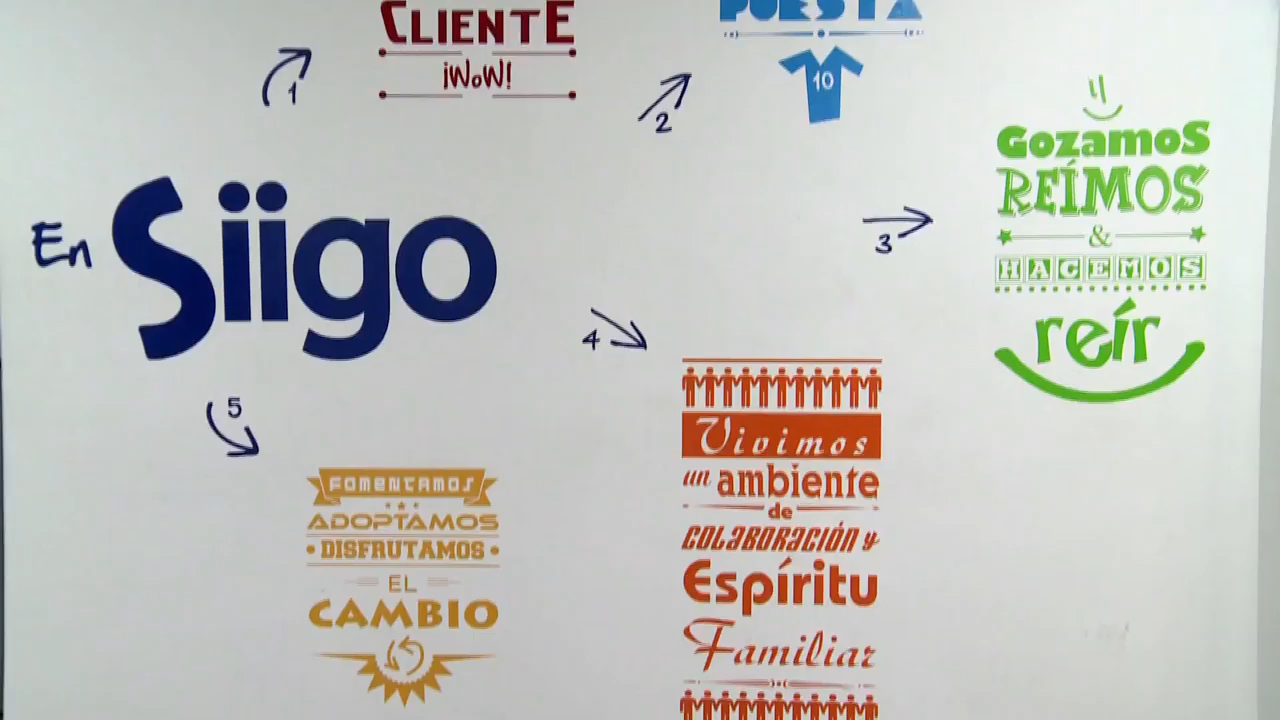 CLIENTE
¡WOW!
1
PUESTA
10
2
En Siigo
3
GOZAMOS
REÍMOS
&
HACEMOS
reír
4
Vivimos
un ambiente
de
COLABORACIÓN y
Espíritu
Familiar
5
FOMENTAMOS
ADOPTAMOS
DISFRUTAMOS
EL
CAMBIO